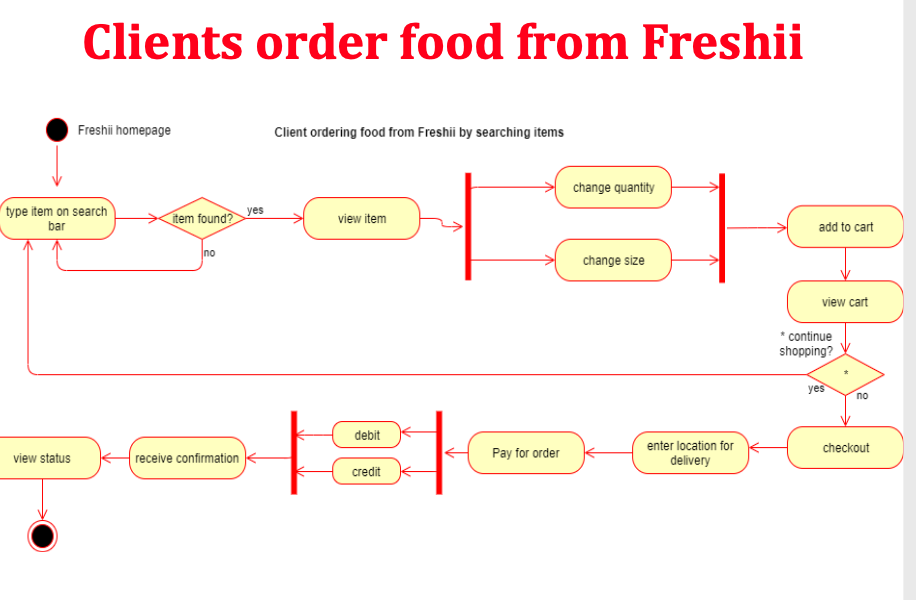 Clients order food from Freshii
Freshii homepage
Client ordering food from Freshii by searching items
type item on search
bar
item found?
yes
no
view item
change quantity
change size
add to cart
view cart
* continue
shopping?
*
yes
no
checkout
enter location for
delivery
Pay for order
debit
credit
receive confirmation
view status